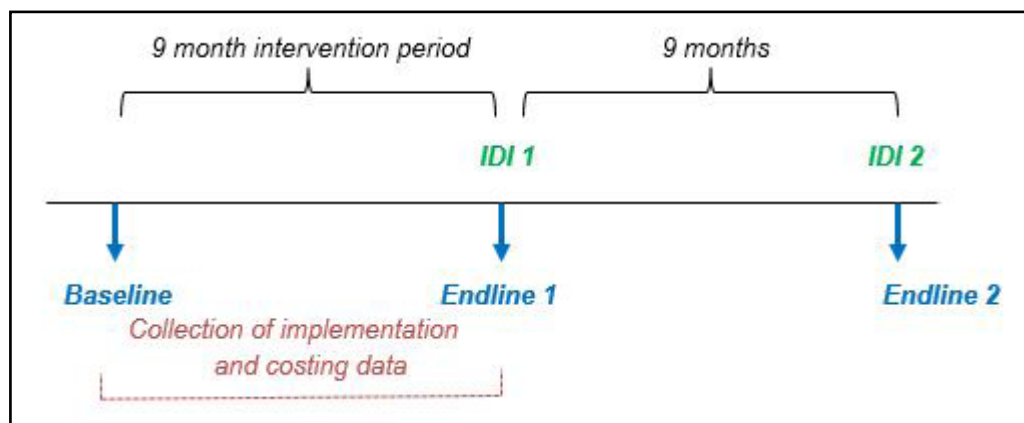 9 month intervention period
9 months
IDI 1
IDI 2
Baseline
Endline 1
Endline 2
Collection of implementation
and costing data